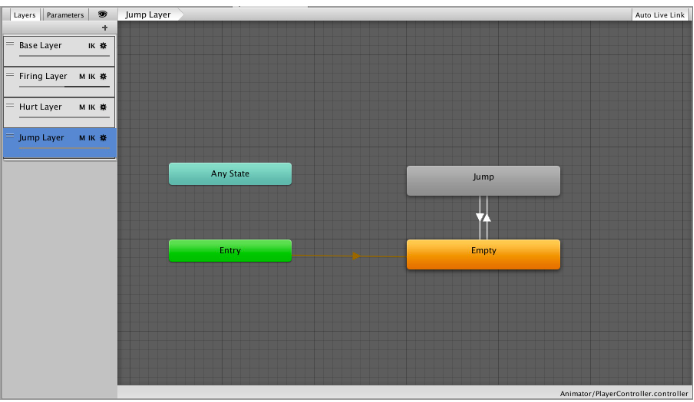 Layers Parameters Jump Layer Auto Live Link
+
Base Layer IK
Firing Layer M IK
Hurt Layer M IK
Jump Layer M IK
Any State Jump
Entry Empty
Animator/PlayerController.controller